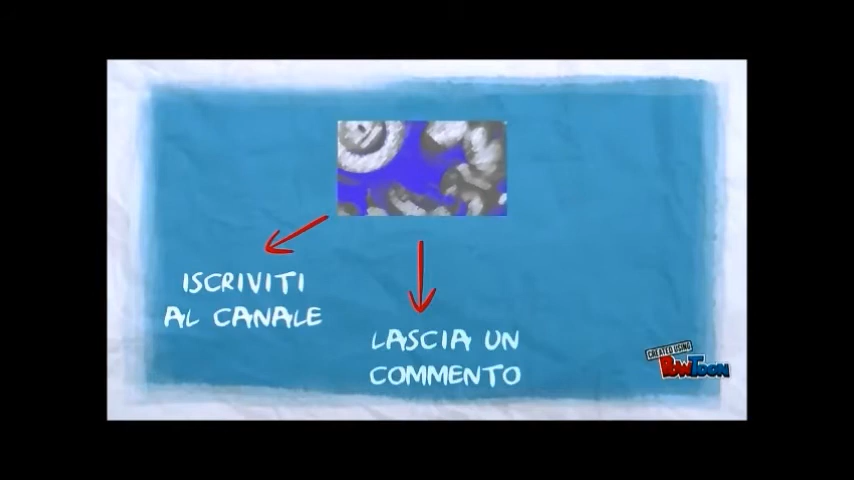 ISCRIVITI
AL CANALE
LASCIA UN
COMMENTO
CREATED USING
POWTOON